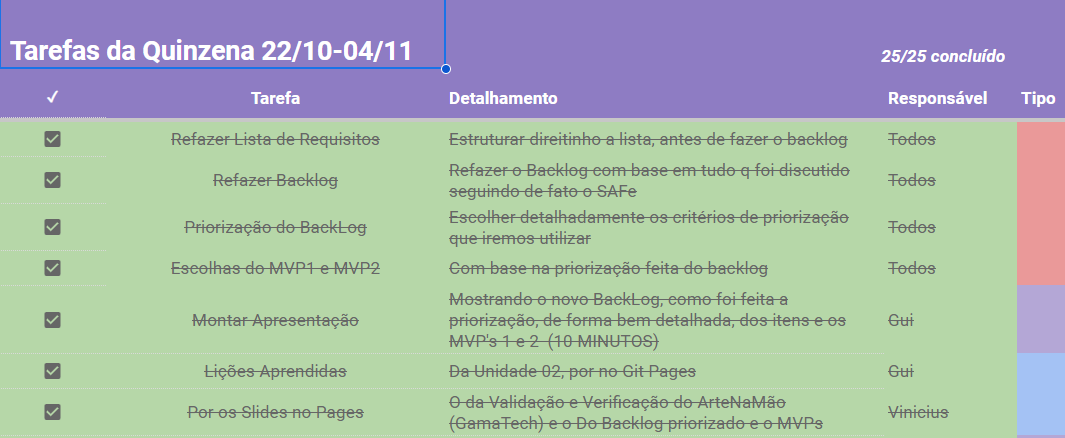 Tarefas da Quinzena 22/10-04/11
25/25 concluído
✓ Tarefa Detalhamento Responsável Tipo
Refazer Lista de Requisitos Estruturar direitinho a lista, antes de fazer o backlog Todos
Refazer Backlog Refazer o Backlog com base em tudo q foi discutido
seguindo de fato o SAFe Todos
Priorização do BackLog Escolher detalhadamente os critérios de priorização
que iremos utilizar Todos
Escolhas do MVP1 e MVP2 Com base na priorização feita do backlog Todos
Montar Apresentação Mostrando o novo BackLog, como foi feita a
priorização, de forma bem detalhada, dos itens e os
MVP's 1 e 2 (10 MINUTOS) Gui
Lições Aprendidas Da Unidade 02, por no Git Pages Gui
Por os Slides no Pages O da Validação e Verificação do ArteNaMão
(GamaTech) e o Do Backlog priorizado e o MVPs Vinicius